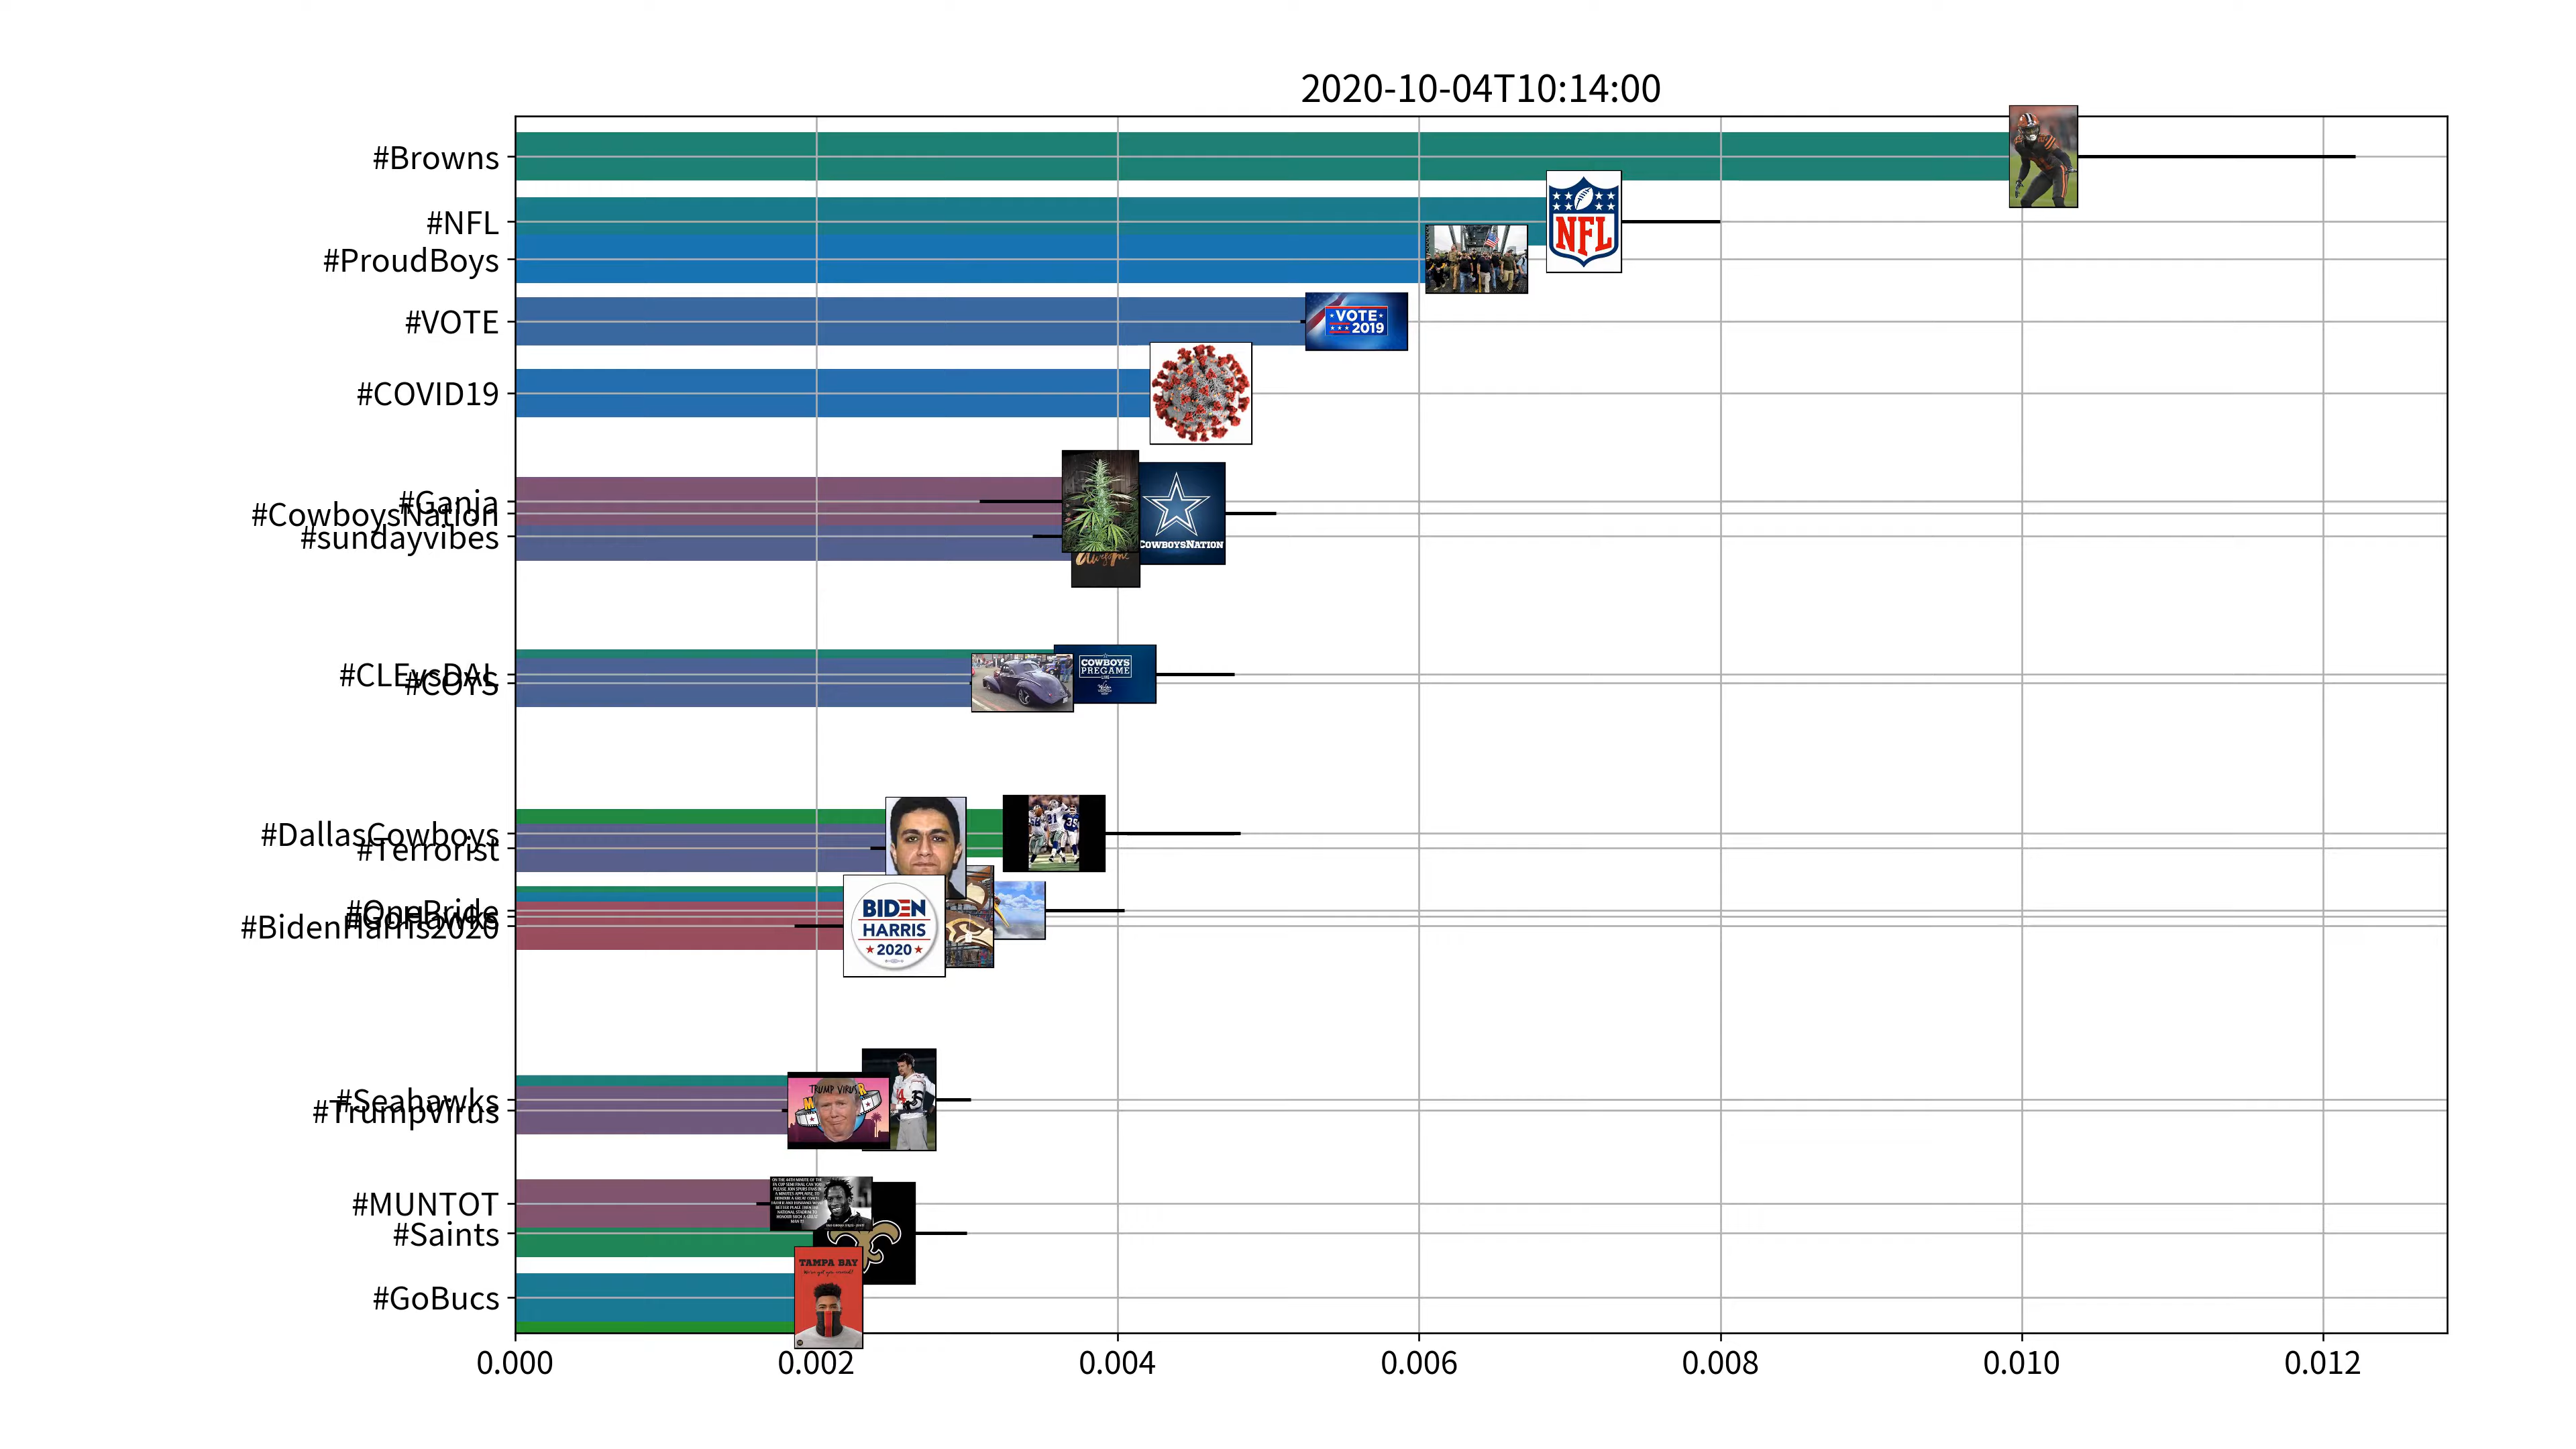 2020-10-04T10:14:00
#Browns
#NFL
NFL
#ProudBoys
#VOTE
VOTE
2019
#COVID19
#Ganja
#CowboysNation
COWBOYSNATION
#sundayvibes
Awesome
#CLEvsDAL
COWBOYS
PREGAME
LIVE
#COYS
#DallasCowboys
#Terrorist
#OnePride
#GoHawks
#BidenHarris2020
BIDEN
HARRIS
2020
#Seahawks
#TrumpVirus
TRUMP VIRUS
#MUNTOT
#Saints
TAMPA BAY
#GoBucs
0.000 0.002 0.004 0.006 0.008 0.010 0.012